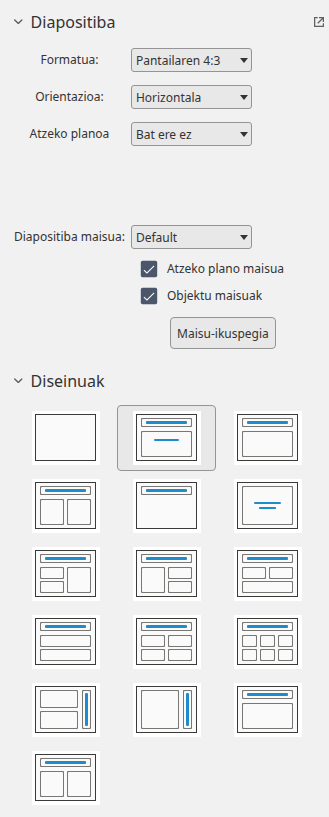 Diapositiba
Formatua: Pantailaren 4:3
Orientazioa: Horizontala
Atzeko planoa Bat ere ez
Diapositiba maisua: Default
Atzeko plano maisua
Objektu maisuak
Maisu-ikuspegia
Diseinuak